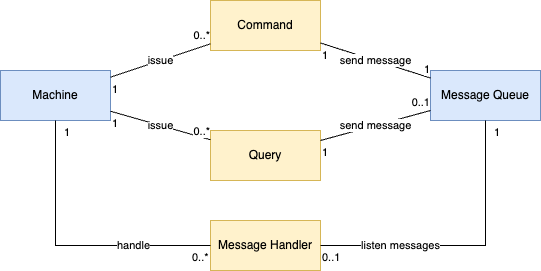 Command
0..*
issue
1
send message
1
1
Machine
Message Queue
1
issue
0..*
0..1
send message
1
Query
1
1
handle
0..*
Message Handler
0..1
listen messages